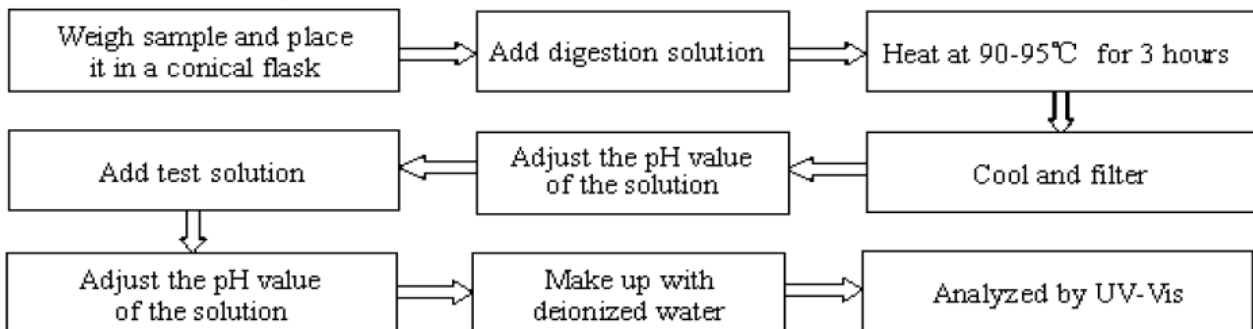 Weigh sample and place
it in a conical flask
Add digestion solution
Heat at 90-95℃ for 3 hours
Cool and filter
Adjust the pH value
of the solution
Add test solution
Adjust the pH value
of the solution
Make up with
deionized water
Analyzed by UV-Vis